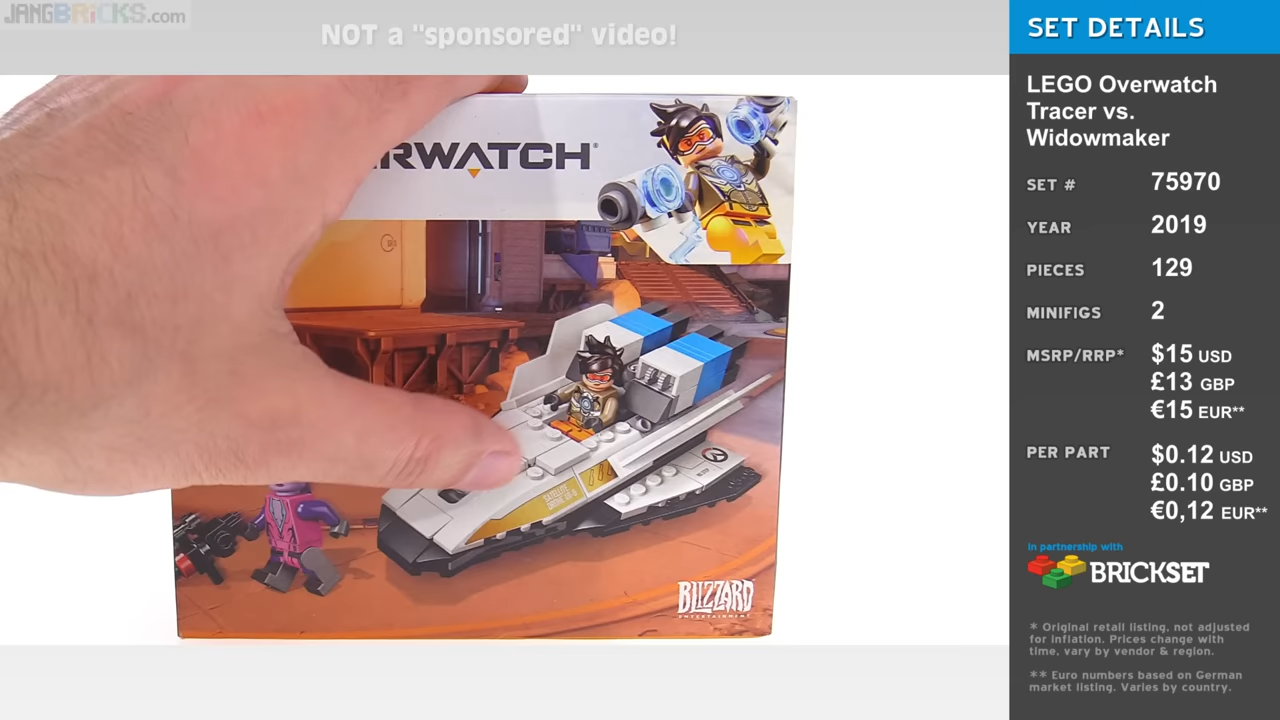 JANGBRiCKS.com
NOT a "sponsored" video!
RWATCH
SATELLITE
BLIZZARD
ENTERTAINMENT
SET DETAILS
LEGO Overwatch
Tracer vs.
Widowmaker
SET # 75970
YEAR 2019
PIECES 129
MINIFIGS 2
MSRP/RRP* $15 USD
£13 GBP
€15 EUR**
PER PART $0.12 USD
£0.10 GBP
€0,12 EUR**
In partnership with
BRICKSET
* Original retail listing, not adjusted
for inflation. Prices change with
time, vary by vendor & region.
** Euro numbers based on German
market listing. Varies by country.